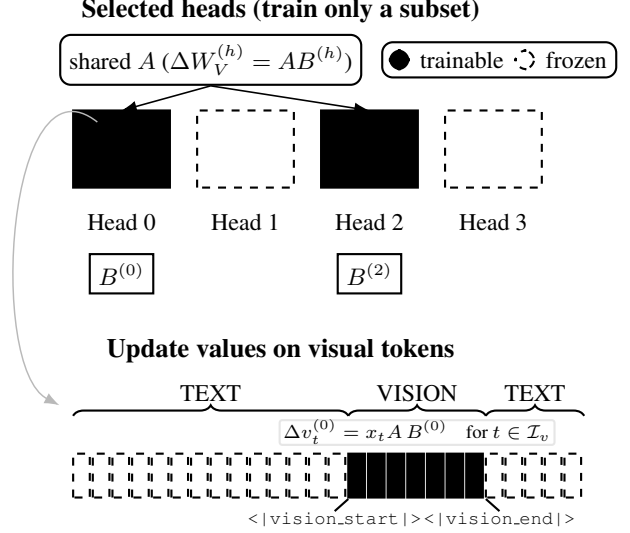 Selected heads (train only a subset)
shared A (ΔW_V^{(h)} = AB^{(h)})
trainable frozen
Head 0 Head 1 Head 2 Head 3
B^{(0)} B^{(2)}
Update values on visual tokens
TEXT VISION TEXT
Δv_t^{(0)} = x_t A B^{(0)} for t ∈ 𝓘_v
<|vision_start|><|vision_end|>